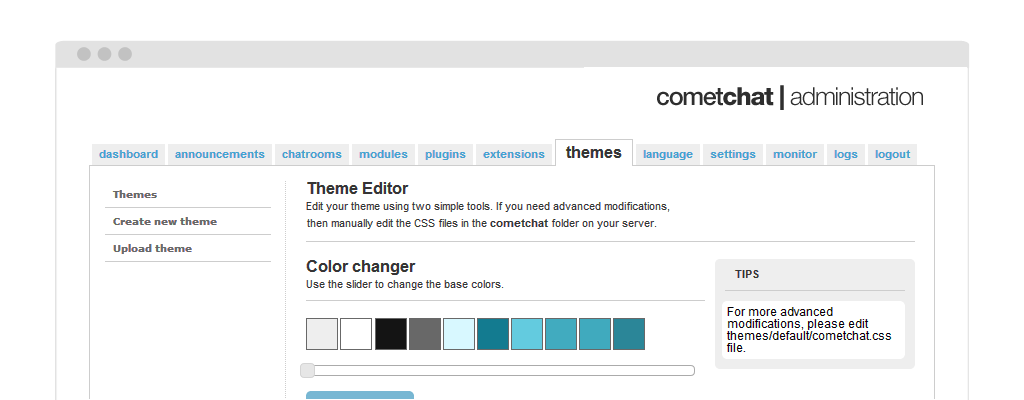 cometchat | administration
dashboard announcements chatrooms modules plugins extensions themes language settings monitor logs logout
Themes
Create new theme
Upload theme
Theme Editor
Edit your theme using two simple tools. If you need advanced modifications,
then manually edit the CSS files in the cometchat folder on your server.
Color changer
Use the slider to change the base colors.
TIPS
For more advanced
modifications, please edit
themes/default/cometchat.css
file.